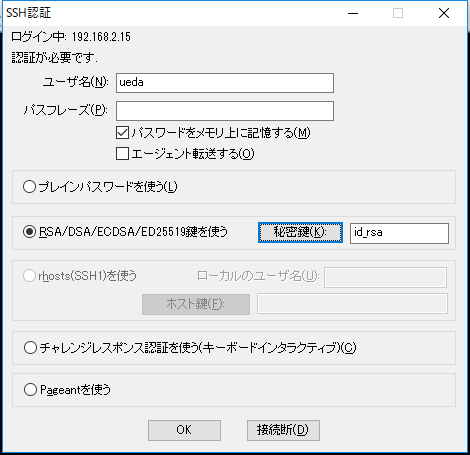 SSH認証
ログイン中: 192.168.2.15
認証が必要です.
ユーザ名(N): ueda
パスフレーズ(P):
パスワードをメモリ上に記憶する(M)
エージェント転送する(O)
プレインパスワードを使う(L)
RSA/DSA/ECDSA/ED25519鍵を使う 秘密鍵(K): id_rsa
rhosts(SSH1)を使う ローカルのユーザ名(U):
ホスト鍵(F):
チャレンジレスポンス認証を使う(キーボードインタラクティブ)(C)
Pageantを使う
OK 接続断(D)